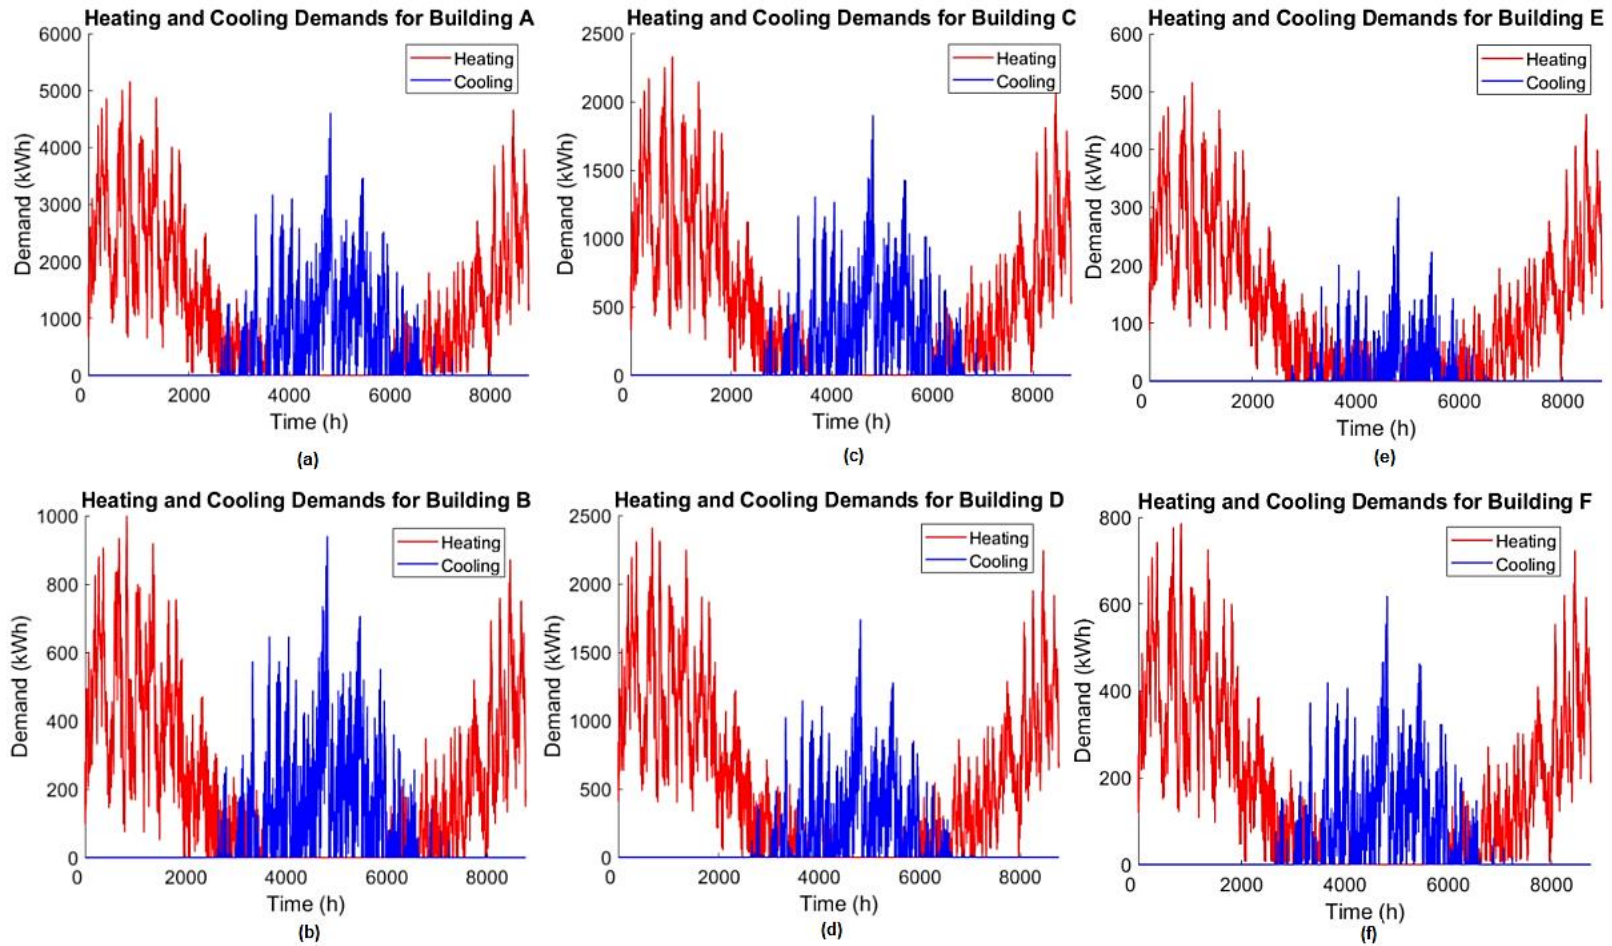 Heating and Cooling Demands for Building A
6000
5000
4000
3000
2000
1000
0
Demand (kWh)
Heating
Cooling
0 2000 4000 6000 8000
Time (h)
(a)
Heating and Cooling Demands for Building C
2500
2000
1500
1000
500
0
Demand (kWh)
Heating
Cooling
0 2000 4000 6000 8000
Time (h)
(c)
Heating and Cooling Demands for Building E
600
500
400
300
200
100
0
Demand (kWh)
Heating
Cooling
0 2000 4000 6000 8000
Time (h)
(e)
Heating and Cooling Demands for Building B
1000
800
600
400
200
0
Demand (kWh)
Heating
Cooling
0 2000 4000 6000 8000
Time (h)
(b)
Heating and Cooling Demands for Building D
2500
2000
1500
1000
500
0
Demand (kWh)
Heating
Cooling
0 2000 4000 6000 8000
Time (h)
(d)
Heating and Cooling Demands for Building F
800
600
400
200
0
Demand (kWh)
Heating
Cooling
0 2000 4000 6000 8000
Time (h)
(f)